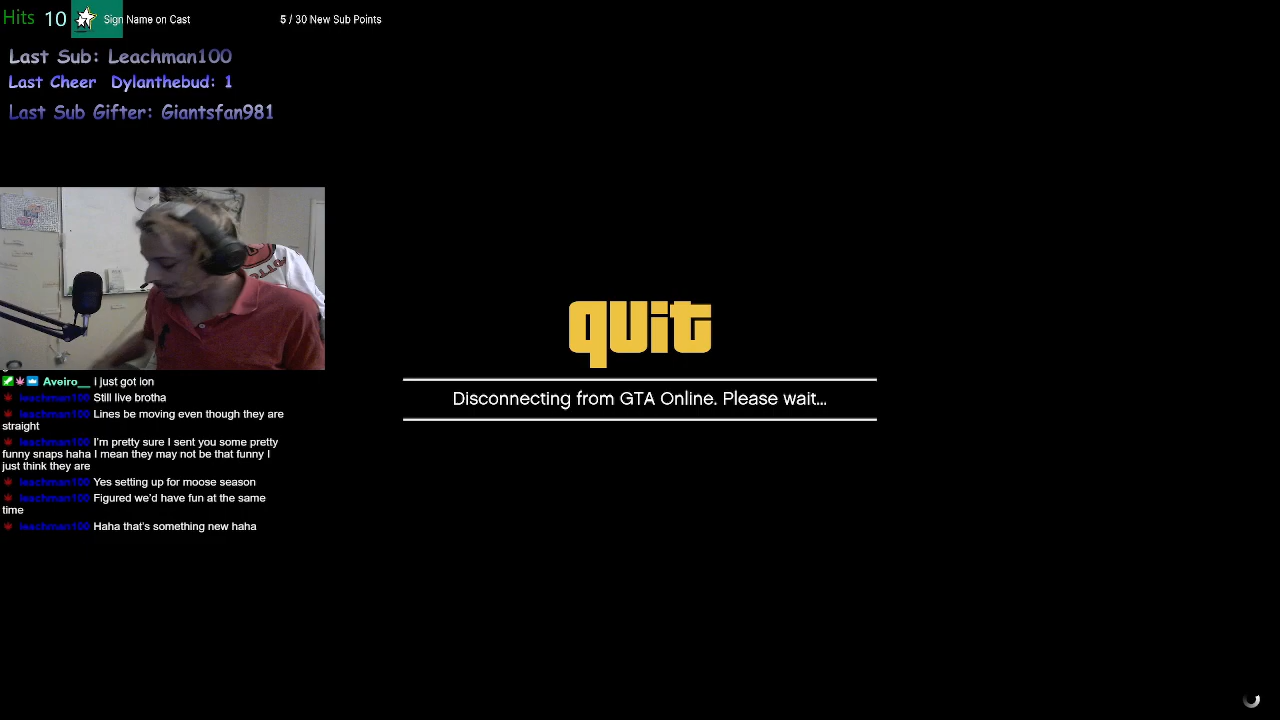 Hits 10 Sign Name on Cast 5 / 30 New Sub Points
Last Sub: Leachman100
Last Cheer Dylanthebud: 1
Last Sub Gifter: Giantsfan981
quit
Disconnecting from GTA Online. Please wait...
Aveiro__ I just got ion
leachman100 Still live brotha
leachman100 Lines be moving even though they are
straight
leachman100 I'm pretty sure I sent you some pretty
funny snaps haha I mean they may not be that funny I
just think they are
leachman100 Yes setting up for moose season
leachman100 Figured we'd have fun at the same
time
leachman100 Haha that's something new haha